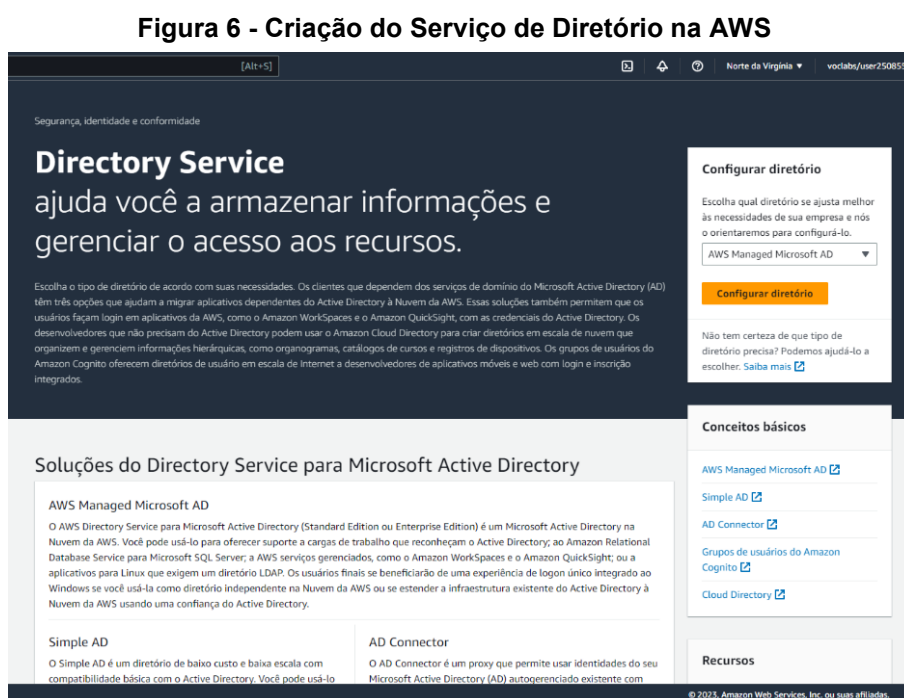 Figura 6 - Criação do Serviço de Diretório na AWS
[Alt+S]
Norte da Virgínia ▼
voclabs/user250855
Segurança, identidade e conformidade
Directory Service
ajuda você a armazenar informações e
gerenciar o acesso aos recursos.
Escolha o tipo de diretório de acordo com suas necessidades. Os clientes que dependem dos serviços de domínio do Microsoft Active Directory (AD)
têm três opções que ajudam a migrar aplicativos dependentes do Active Directory à Nuvem da AWS. Essas soluções também permitem que os
usuários façam login em aplicativos da AWS, como o Amazon WorkSpaces e o Amazon QuickSight, com as credenciais do Active Directory. Os
desenvolvedores que não precisam do Active Directory podem usar o Amazon Cloud Directory para criar diretórios em escala de nuvem que
organizem e gerenciem informações hierárquicas, como organogramas, catálogos de cursos e registros de dispositivos. Os grupos de usuários do
Amazon Cognito oferecem diretórios de usuário em escala de Internet a desenvolvedores de aplicativos móveis e web com login e inscrição
integrados.
Configurar diretório
Escolha qual diretório se ajusta melhor
às necessidades de sua empresa e nós
o orientaremos para configurá-lo.
AWS Managed Microsoft AD ▼
Configurar diretório
Não tem certeza de que tipo de
diretório precisa? Podemos ajudá-lo a
escolher. Saiba mais
Conceitos básicos
AWS Managed Microsoft AD
Simple AD
AD Connector
Grupos de usuários do Amazon
Cognito
Cloud Directory
Recursos
Soluções do Directory Service para Microsoft Active Directory
AWS Managed Microsoft AD
O AWS Directory Service para Microsoft Active Directory (Standard Edition ou Enterprise Edition) é um Microsoft Active Directory na
Nuvem da AWS. Você pode usá-lo para oferecer suporte a cargas de trabalho que reconheçam o Active Directory; ao Amazon Relational
Database Service para Microsoft SQL Server; a AWS serviços gerenciados, como o Amazon WorkSpaces e o Amazon QuickSight; ou a
aplicativos para Linux que exigem um diretório LDAP. Os usuários finais se beneficiarão de uma experiência de logon único integrado ao
Windows se você usá-la como diretório independente na Nuvem da AWS ou se estender a infraestrutura existente do Active Directory à
Nuvem da AWS usando uma confiança do Active Directory.
Simple AD
O Simple AD é um diretório de baixo custo e baixa escala com
compatibilidade básica com o Active Directory. Você pode usá-lo
AD Connector
O AD Connector é um proxy que permite usar identidades do seu
Microsoft Active Directory (AD) autogerenciado existente com
© 2023, Amazon Web Services, Inc. ou suas afiliadas.